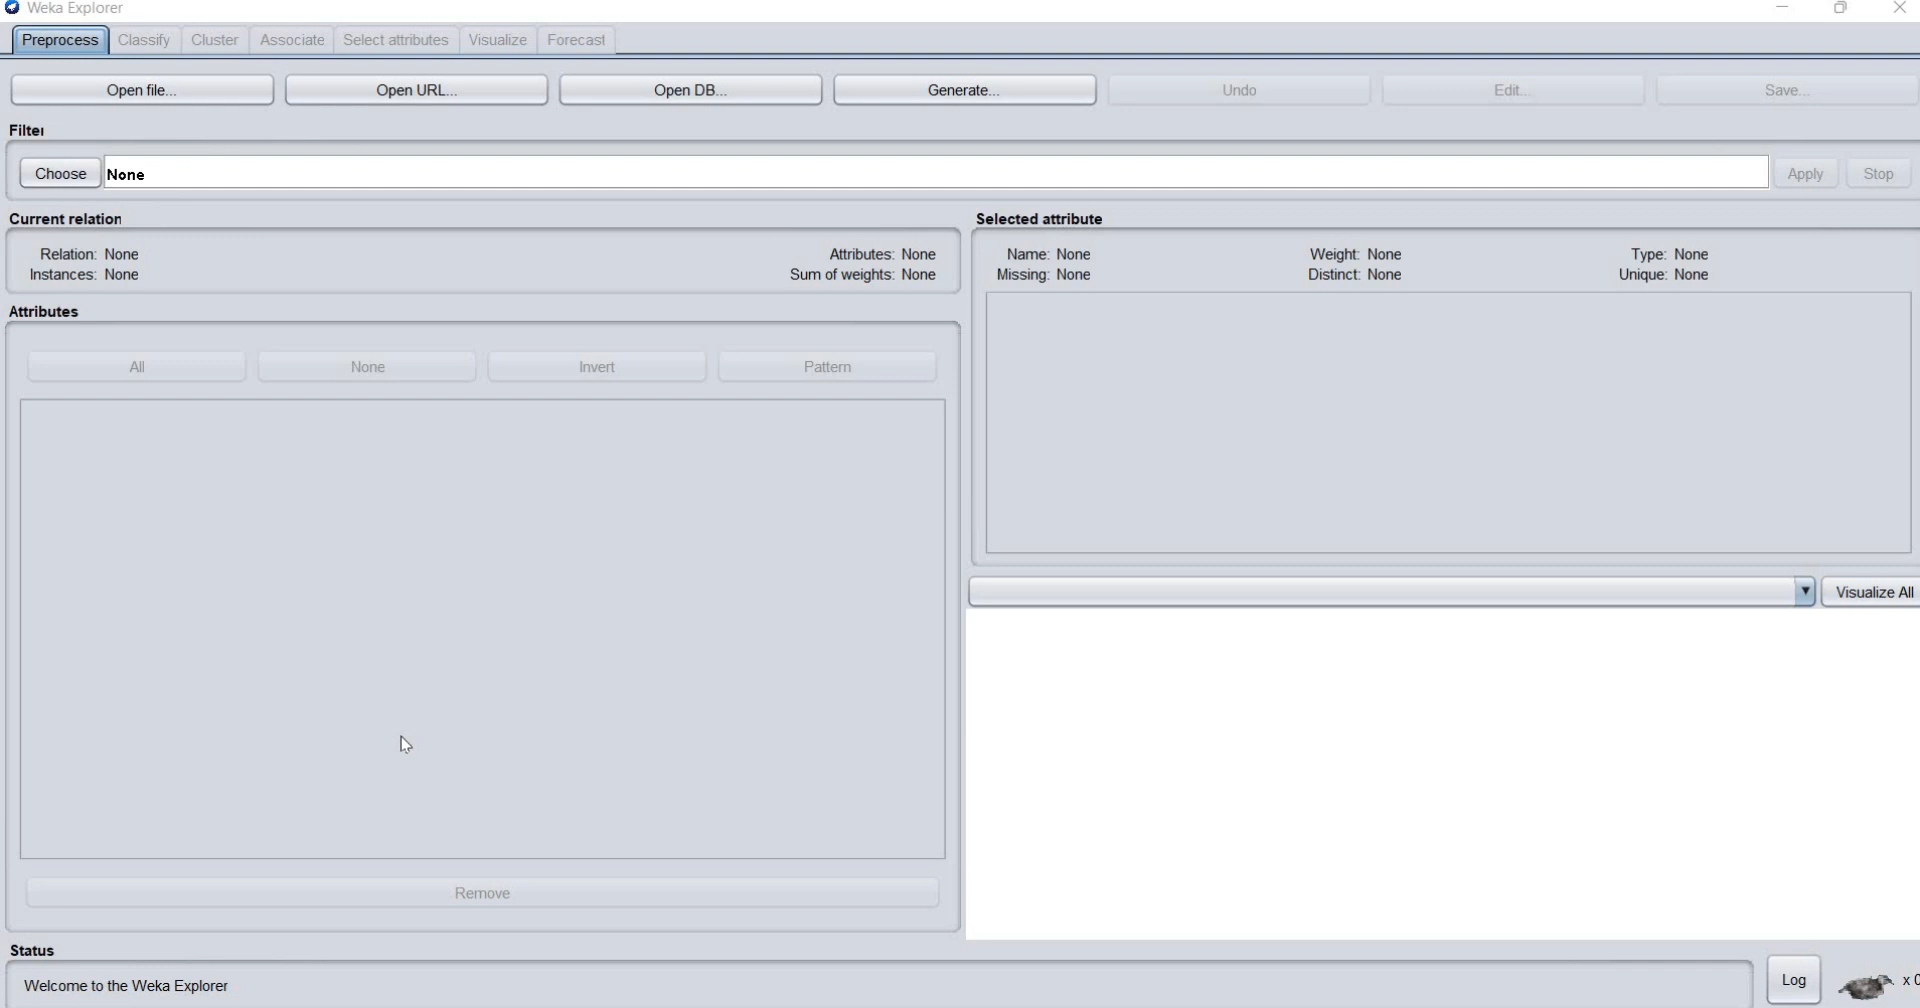 Weka Explorer
Preprocess Classify Cluster Associate Select attributes Visualize Forecast
Open file... Open URL... Open DB... Generate... Undo Edit... Save...
Filter
Choose None Apply Stop
Current relation
Relation: None Attributes: None
Instances: None Sum of weights: None
Attributes
All None Invert Pattern
Remove
Selected attribute
Name: None Weight: None Type: None
Missing: None Distinct: None Unique: None
Visualize All
Status
Welcome to the Weka Explorer
Log x 0